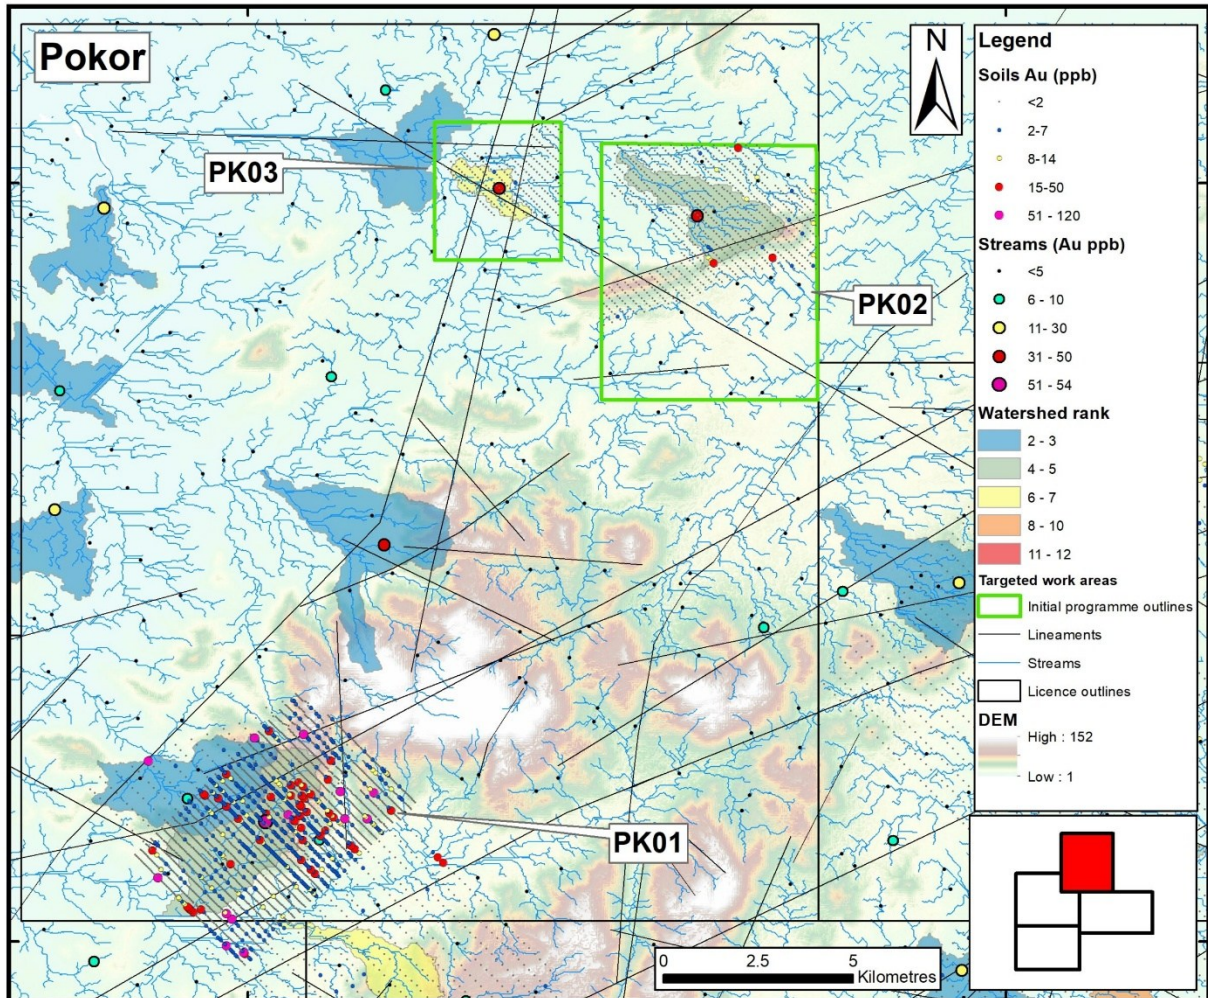 Pokor
PK03
PK02
PK01
N
Legend
Soils Au (ppb)
<2
2-7
8-14
15-50
51 - 120
Streams (Au ppb)
<5
6 - 10
11- 30
31 - 50
51 - 54
Watershed rank
2 - 3
4 - 5
6 - 7
8 - 10
11 - 12
Targeted work areas
Initial programme outlines
Lineaments
Streams
Licence outlines
DEM
High : 152
Low : 1
0 2.5 5
Kilometres